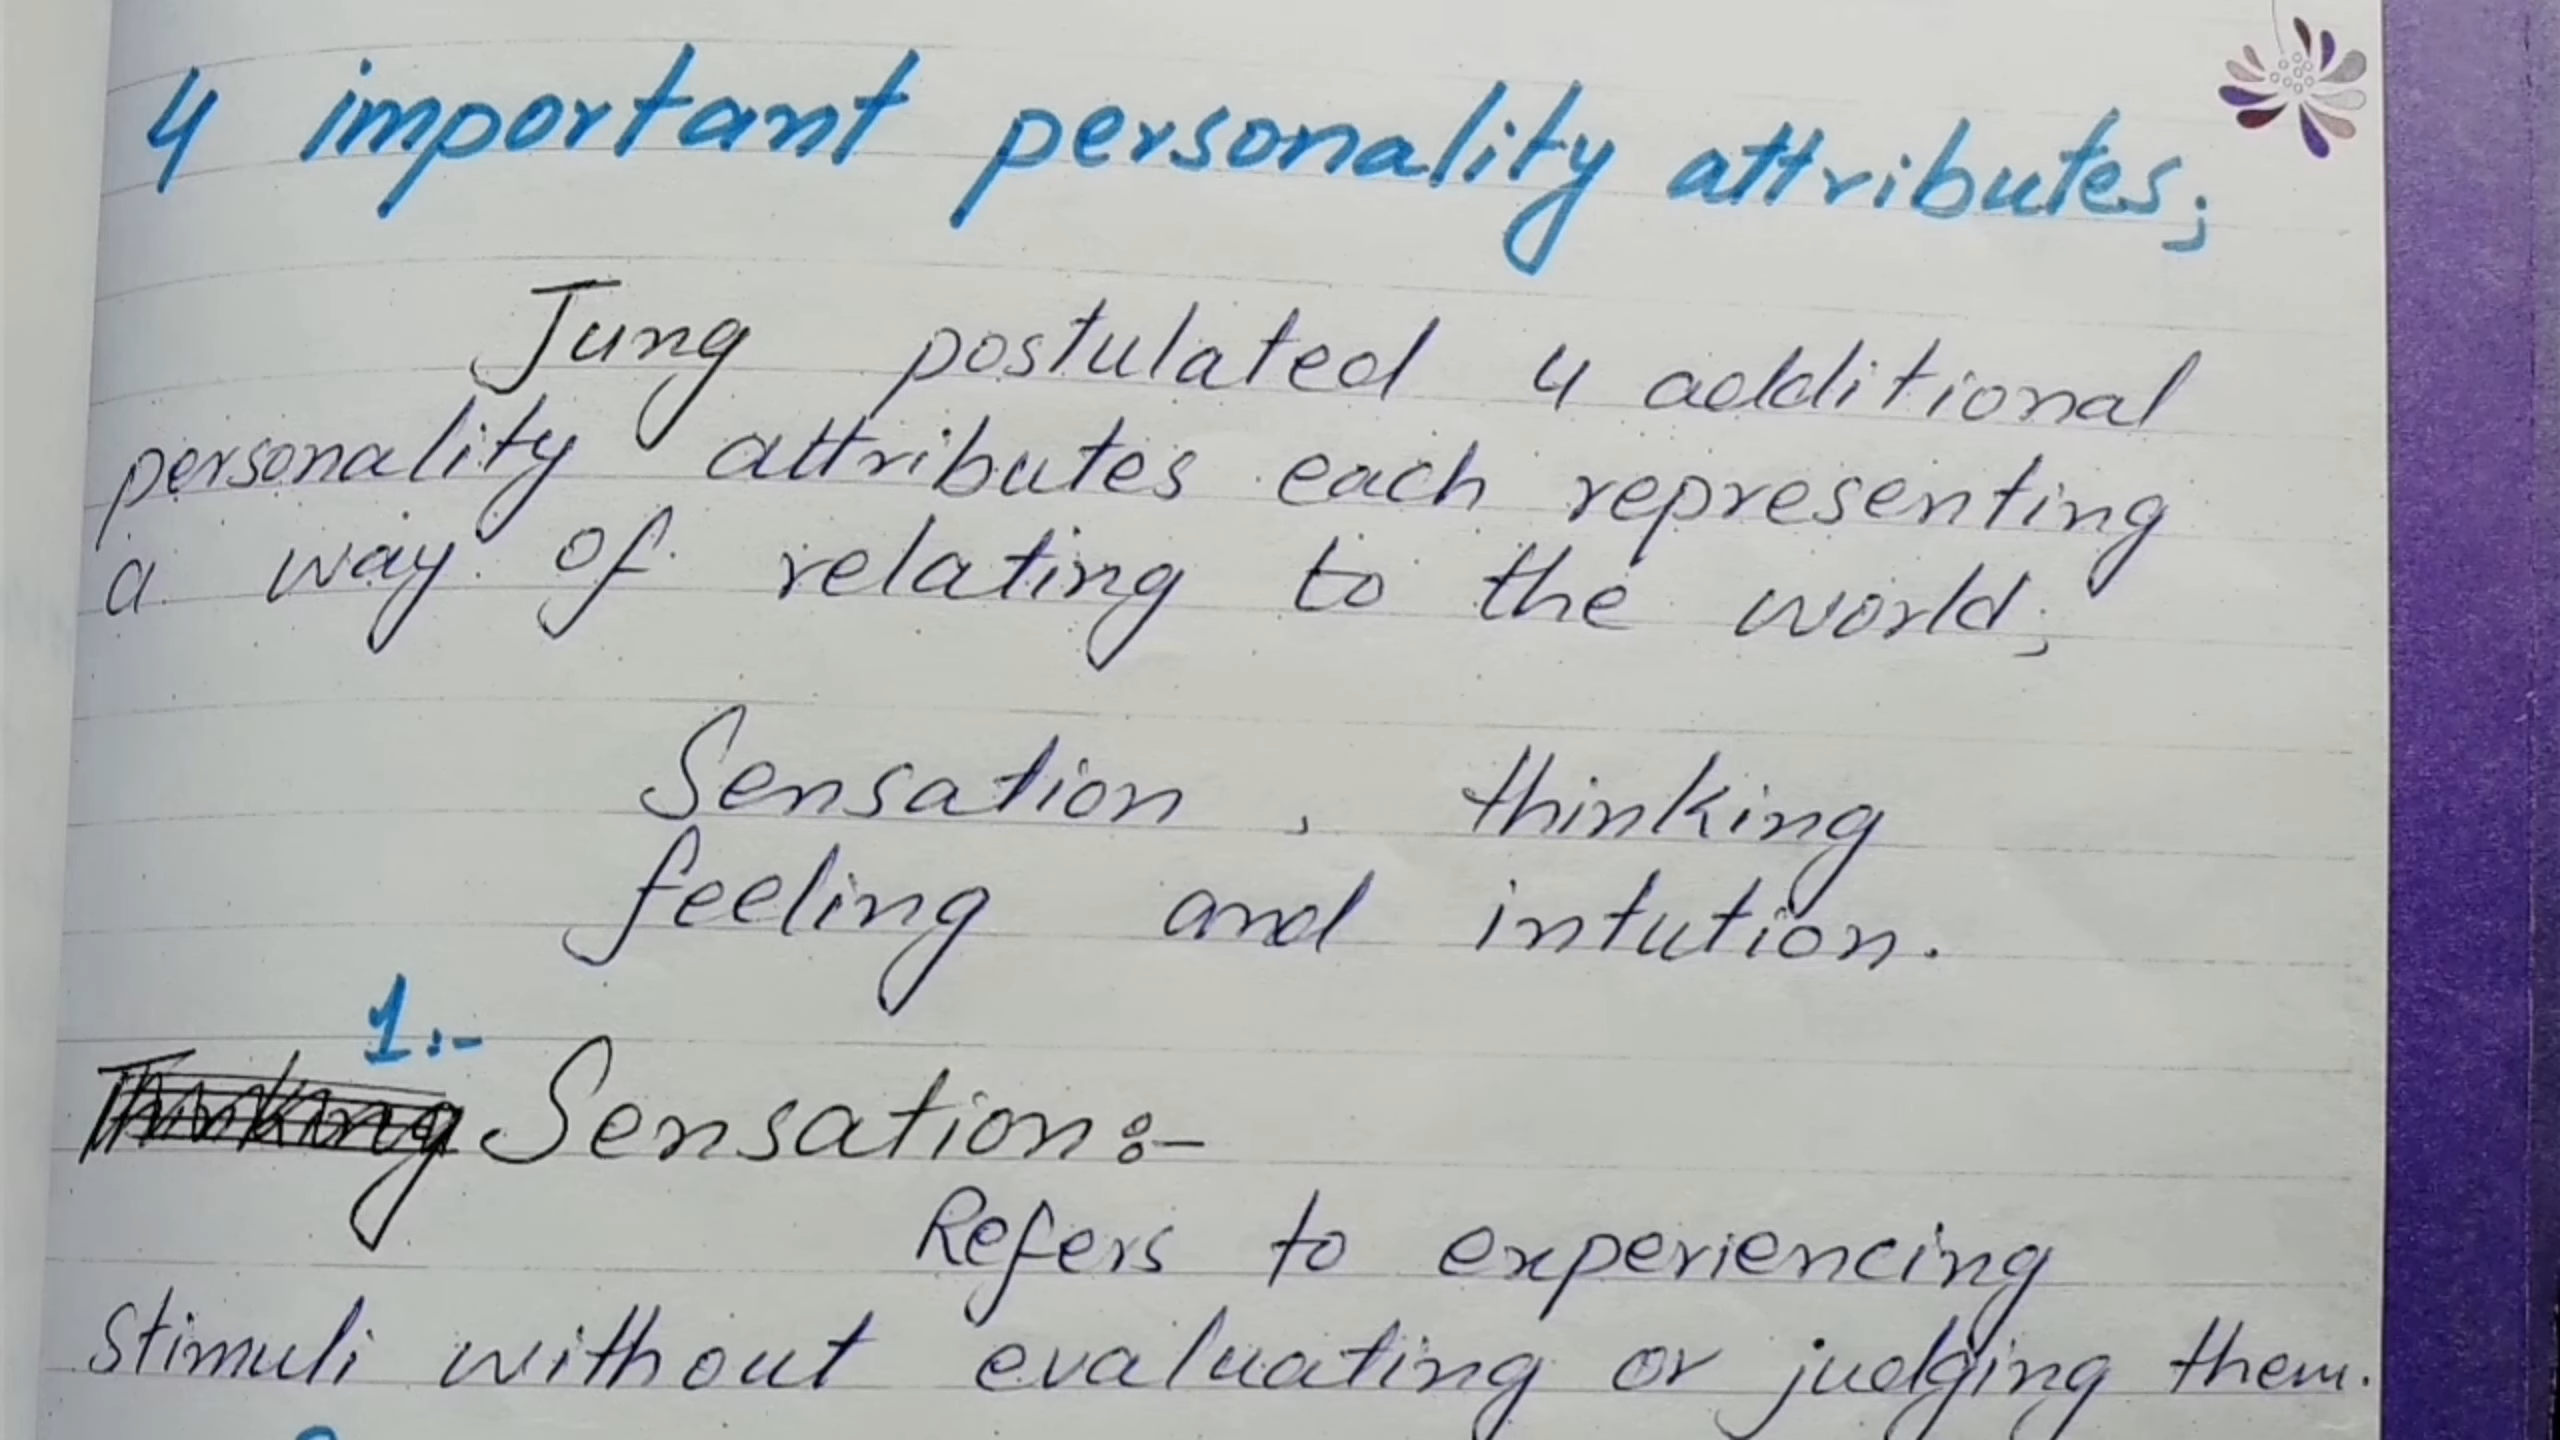 4 important personality attributes;
Jung postulated 4 additional
personality attributes each representing
a way of relating to the world;
Sensation, thinking
feeling and intution.
1:-
Thinking Sensation:-
Refers to experiencing
stimuli without evaluating or judging them.